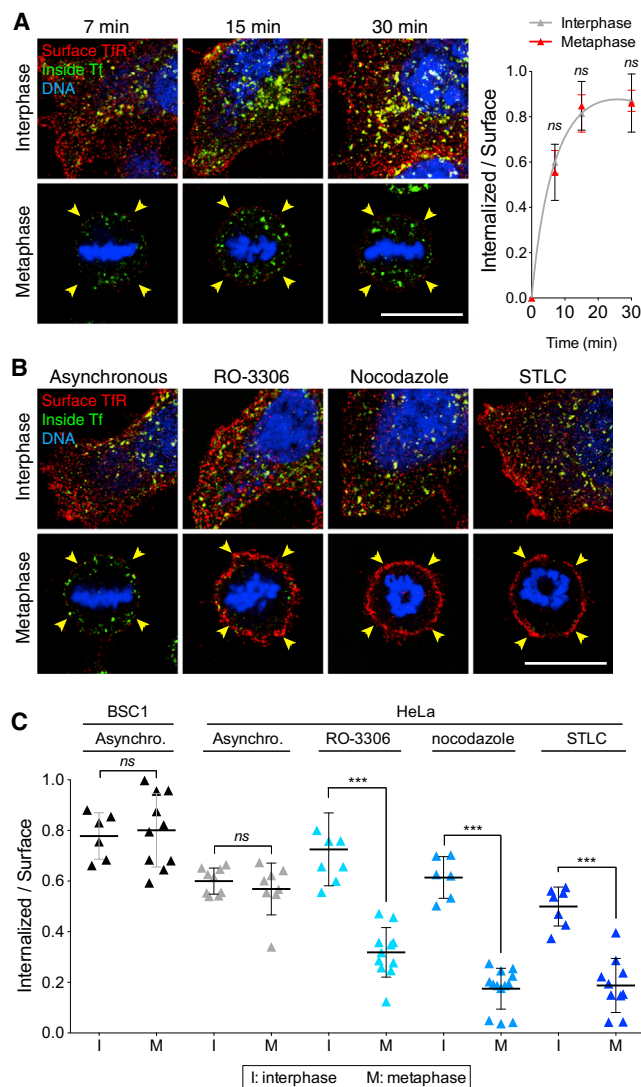 A
7 min 15 min 30 min
Surface TfR
Inside Tf
DNA
Interphase
Metaphase
Interphase
Metaphase
Internalized / Surface
1.0
0.8
0.6
0.4
0.2
0.0
ns
ns
ns
0 10 20 30
Time (min)
B
Asynchronous RO-3306 Nocodazole STLC
Surface TfR
Inside Tf
DNA
Interphase
Metaphase
C
BSC1 HeLa
Asynchro. Asynchro. RO-3306 nocodazole STLC
ns ns *** *** ***
Internalized / Surface
1.0
0.8
0.6
0.4
0.2
0.0
I M I M I M I M I M
I: interphase M: metaphase